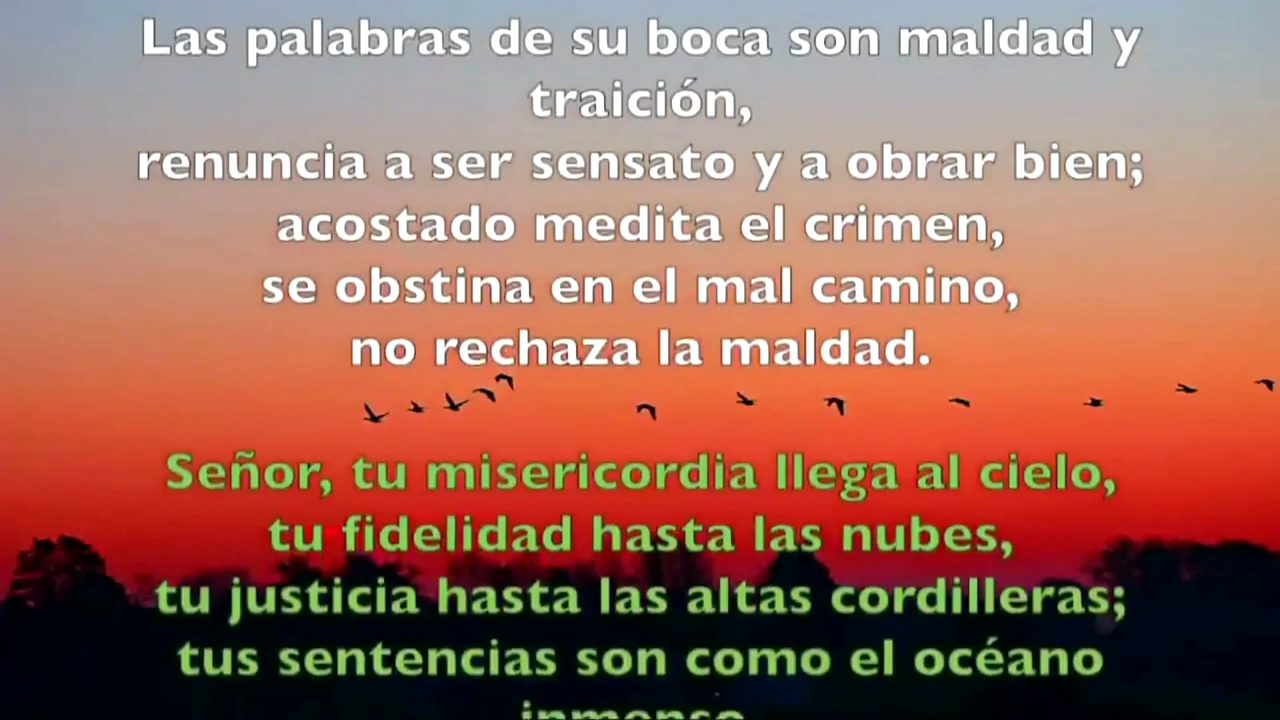 Las palabras de su boca son maldad y
traición,
renuncia a ser sensato y a obrar bien;
acostado medita el crimen,
se obstina en el mal camino,
no rechaza la maldad.
Señor, tu misericordia llega al cielo,
tu fidelidad hasta las nubes,
tu justicia hasta las altas cordilleras;
tus sentencias son como el océano
inmenso.